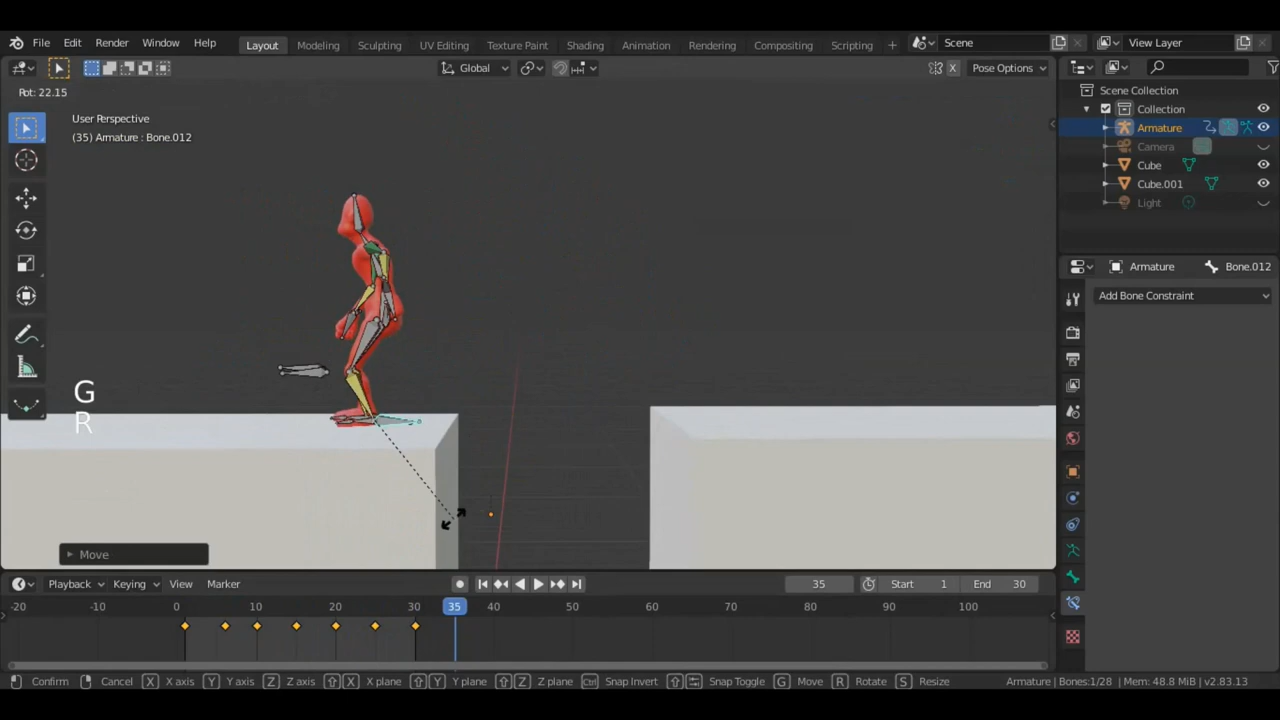 File Edit Render Window Help Layout Modeling Sculpting UV Editing Texture Paint Shading Animation Rendering Compositing Scripting + Scene View Layer
Global X Pose Options
Rot: 22.15
Scene Collection
User Perspective
Collection
(35) Armature : Bone.012
Armature
Camera
Cube
Cube.001
Light
Armature Bone.012
Add Bone Constraint
G
R
Move
Playback Keying View Marker 35 Start 1 End 30
-20 -10 0 10 20 30 35 40 50 60 70 80 90 100
Confirm Cancel X X axis Y Y axis Z Z axis X X plane Y Y plane Z Z plane Ctrl Snap Invert Snap Toggle G Move R Rotate S Resize Armature | Bones:1/28 | Mem: 48.8 MiB | v2.83.13